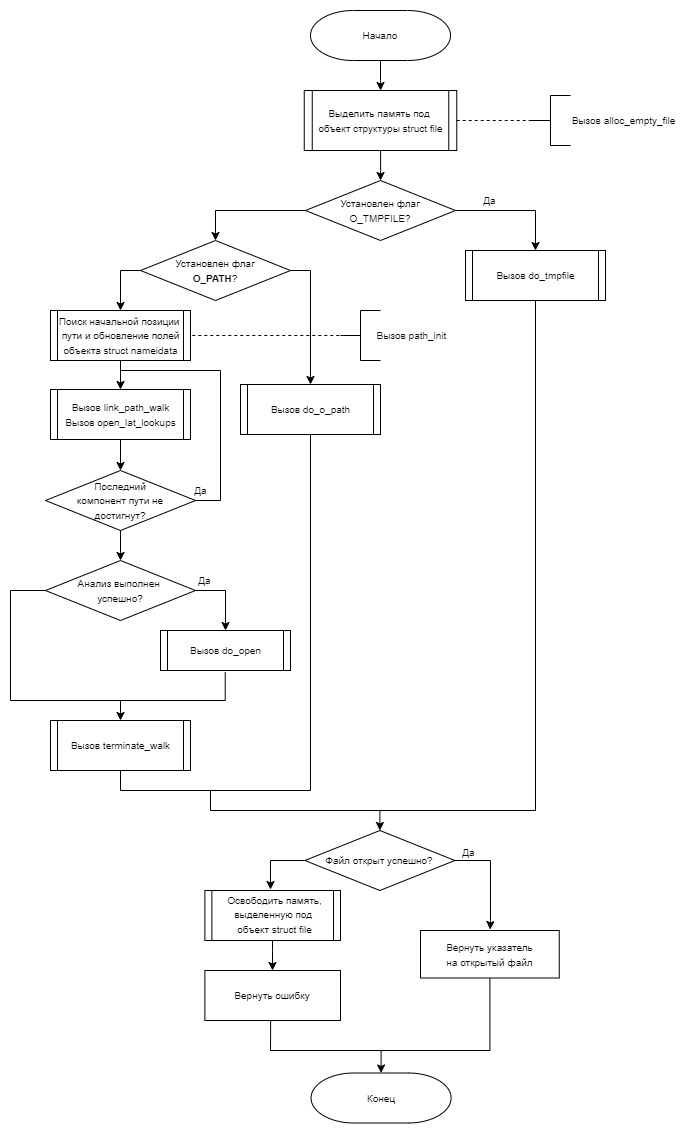 Начало
Выделить память под
объект структуры struct file
Вызов alloc_empty_file
Установлен флаг
O_TMPFILE?
Да
Установлен флаг
O_PATH?
Вызов do_tmpfile
Поиск начальной позиции
пути и обновление полей
объекта struct nameidata
Вызов path_init
Вызов link_path_walk
Вызов open_lat_lookups
Вызов do_o_path
Последний
компонент пути не
достигнут?
Да
Анализ выполнен
успешно?
Да
Вызов do_open
Вызов terminate_walk
Файл открыт успешно?
Да
Освободить память,
выделенную под
объект struct file
Вернуть указатель
на открытый файл
Вернуть ошибку
Конец